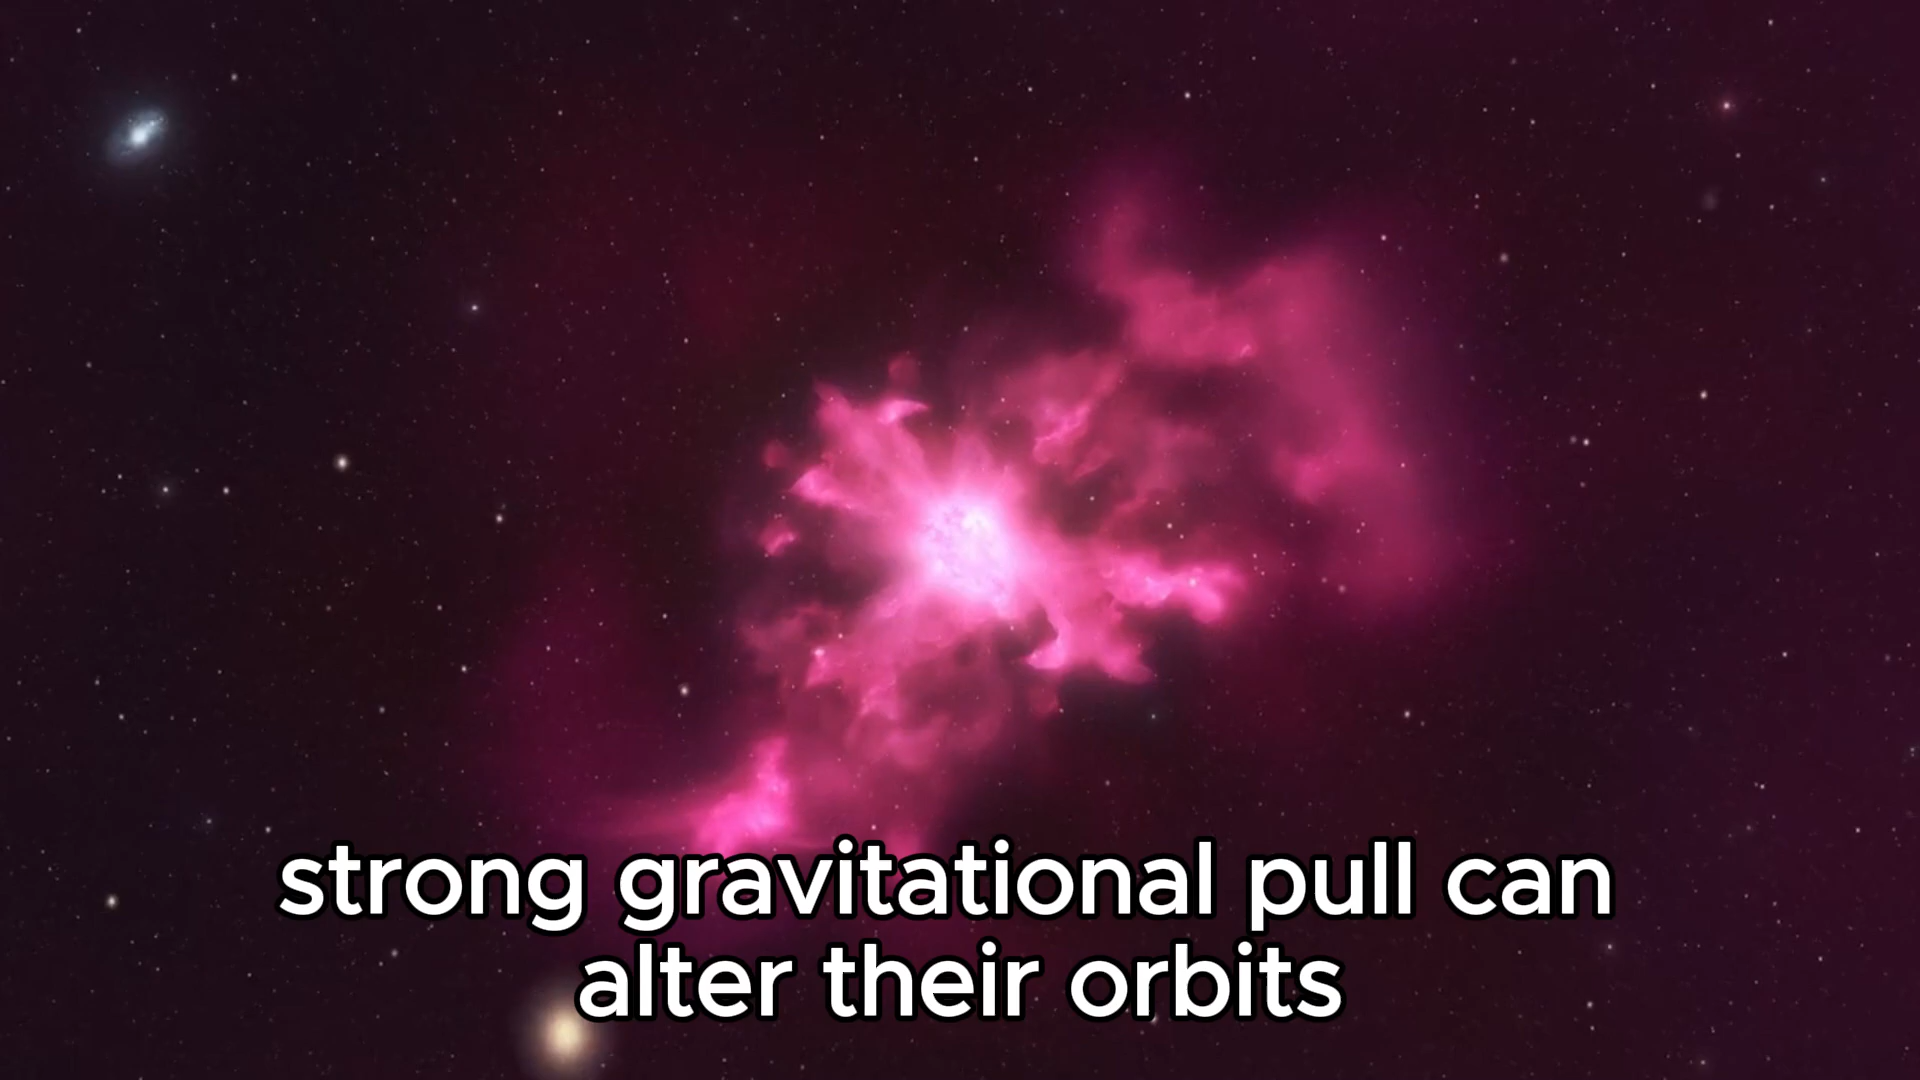 strong gravitational pull can
alter their orbits